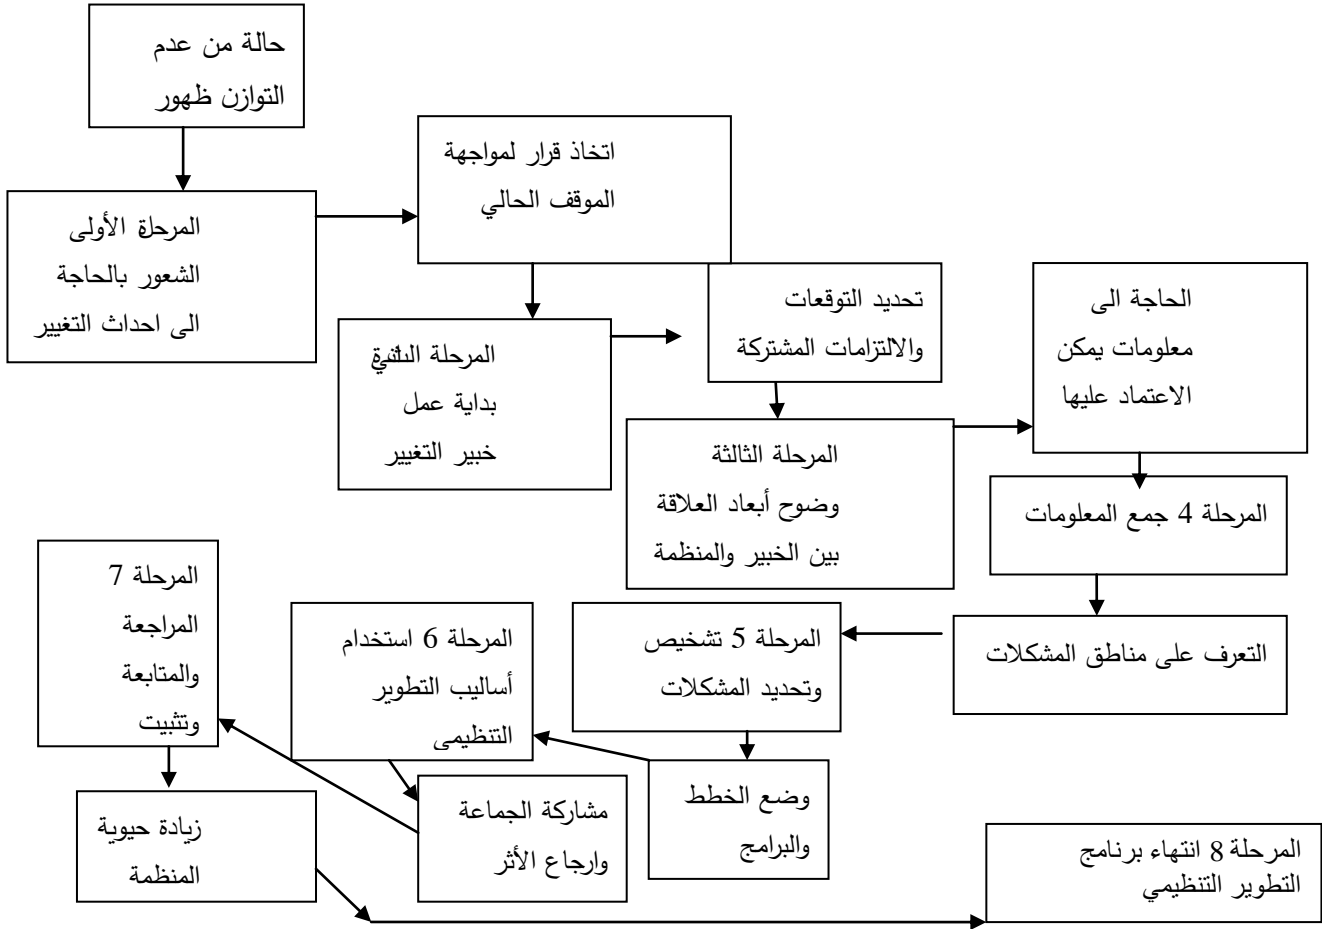 حالة من عدم
التوازن ظهور
المرحلة الأولى
الشعور بالحاجة
الى احداث التغيير
اتخاذ قرار لمواجهة
الموقف الحالي
المرحلة الثانية
بداية عمل
خبير التغيير
تحديد التوقعات
والالتزامات المشتركة
المرحلة الثالثة
وضوح أبعاد العلاقة
بين الخبير والمنظمة
الحاجة الى
معلومات يمكن
الاعتماد عليها
المرحلة 4 جمع المعلومات
التعرف على مناطق المشكلات
المرحلة 5 تشخيص
وتحديد المشكلات
وضع الخطط
والبرامج
المرحلة 6 استخدام
أساليب التطوير
التنظيمي
مشاركة الجماعة
وارجاع الأثر
المرحلة 7
المراجعة
والمتابعة
وتثبيت
زيادة حيوية
المنظمة
المرحلة 8 انتهاء برنامج
التطوير التنظيمي